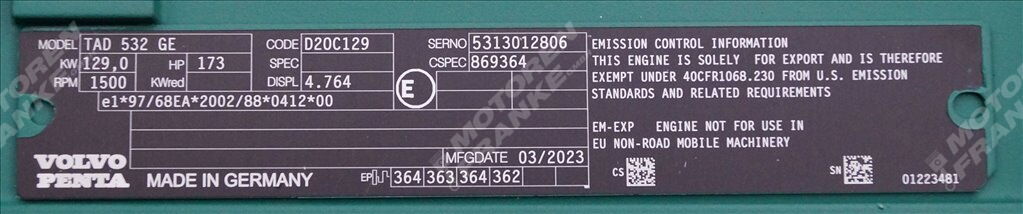 MODEL TAD 532 GE CODE D20C129 SERNO 5313012806
KW 129,0 HP 173 SPEC CSPEC 869364
RPM 1500 KWred DISPL 4.764 E
e1*97/68EA*2002/88*0412*00
MFGDATE 03/2023
VOLVO
PENTA
MADE IN GERMANY
EP 364 363 364 362
EMISSION CONTROL INFORMATION
THIS ENGINE IS SOLELY FOR EXPORT AND IS THEREFORE
EXEMPT UNDER 40CFR1068.230 FROM U.S. EMISSION
STANDARDS AND RELATED REQUIREMENTS
EM-EXP ENGINE NOT FOR USE IN
EU NON-ROAD MOBILE MACHINERY
CS SN 01223481
MOTOREN
FRANKE